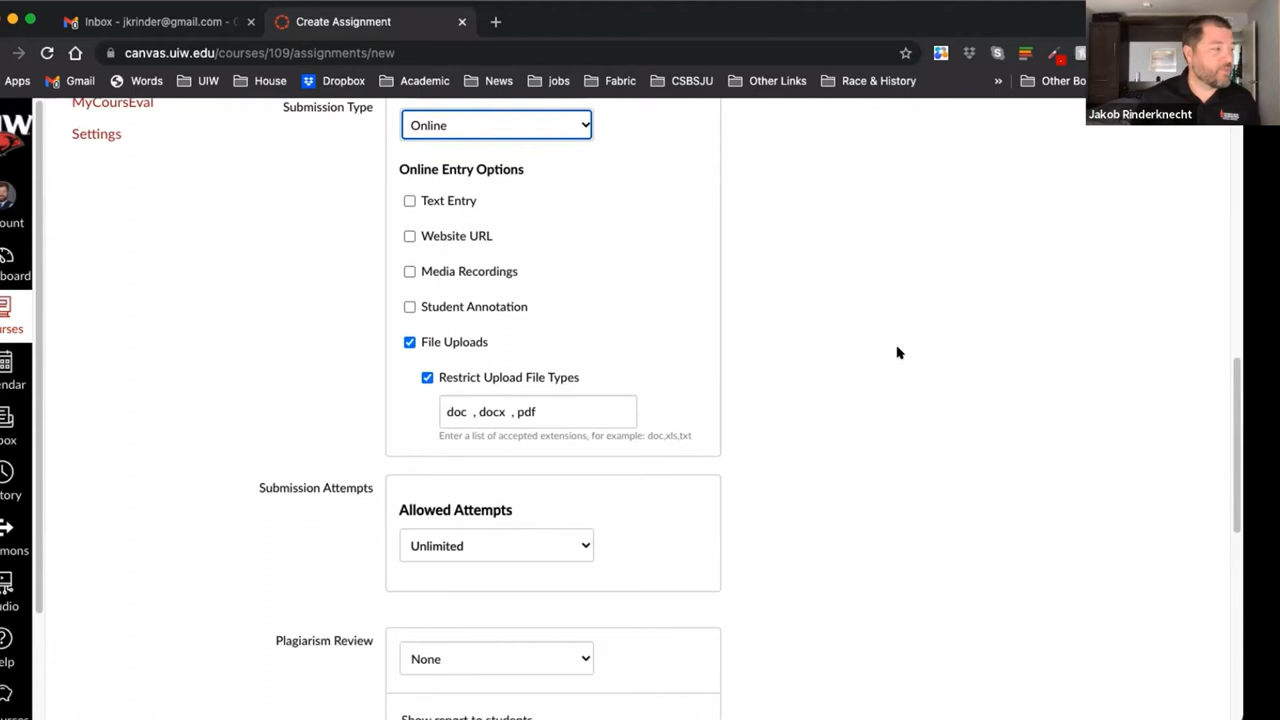 Inbox - jkrinder@gmail.com -
Create Assignment
canvas.uiw.edu/courses/109/assignments/new
Apps Gmail Words UIW House Dropbox Academic News jobs Fabric CSBSJU Other Links Race & History » Other Bo
Jakob Rinderknecht
MyCoursEval
Settings
ount
board
urses
endar
box
tory
mons
udio
elp
Submission Type
Online
Online Entry Options
Text Entry
Website URL
Media Recordings
Student Annotation
File Uploads
Restrict Upload File Types
doc , docx , pdf
Enter a list of accepted extensions, for example: doc,xls,txt
Submission Attempts
Allowed Attempts
Unlimited
Plagiarism Review
None
Show report to students